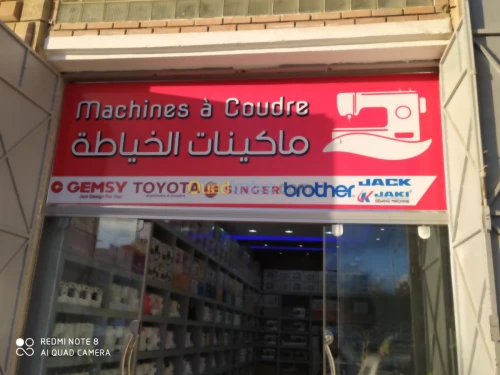 Machines à Coudre
ماكينات الخياطة
GEMSY TOYOTA SINGER brother JACK
JAKI
REDMI NOTE 8
AI QUAD CAMERA